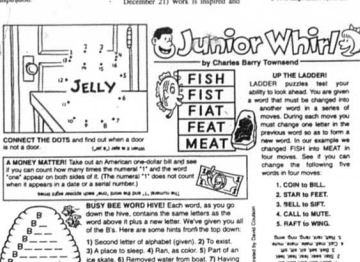 December 21) Work is inspired and
Junior Whirl
by Charles Barry Townsend
JELLY
CONNECT THE DOTS and find out when a door
is not a door.
FISH
FIST
FIAT
FEAT
MEAT
UP THE LADDER!
LADDER puzzles test your
ability to look ahead. You are given
a word that must be changed into
another word in a series of
moves. During each move you
must change one letter in the
previous word so as to form a
new word. In our example we
changed FISH into MEAT in
four moves. See if you can
change the following five
words in four moves:
1. COIN to BILL.
2. STAR to FEET.
3. SELL to SIFT.
4. CALL to MUTE.
5. RAFT to WING.
A MONEY MATTER! Take out an American one-dollar bill and see
if you can count how many times the numeral "1" and the word
"one" appear on both sides of it. (The numeral "1" does not count
when it appears in a date or a serial number.)
BUSY BEE WORD HIVE! Each word, as you go
down the hive, contains the same letters as the
word above it plus a new letter. We've given you all
of the B's. Here are some hints from the top down:
1) Second letter of alphabet (given). 2) To exist.
3) A place to sleep. 4) Ran, as color. 5) Part of an
ice skate. 6) Removed water from boat. 7) Having
B
B
B
B